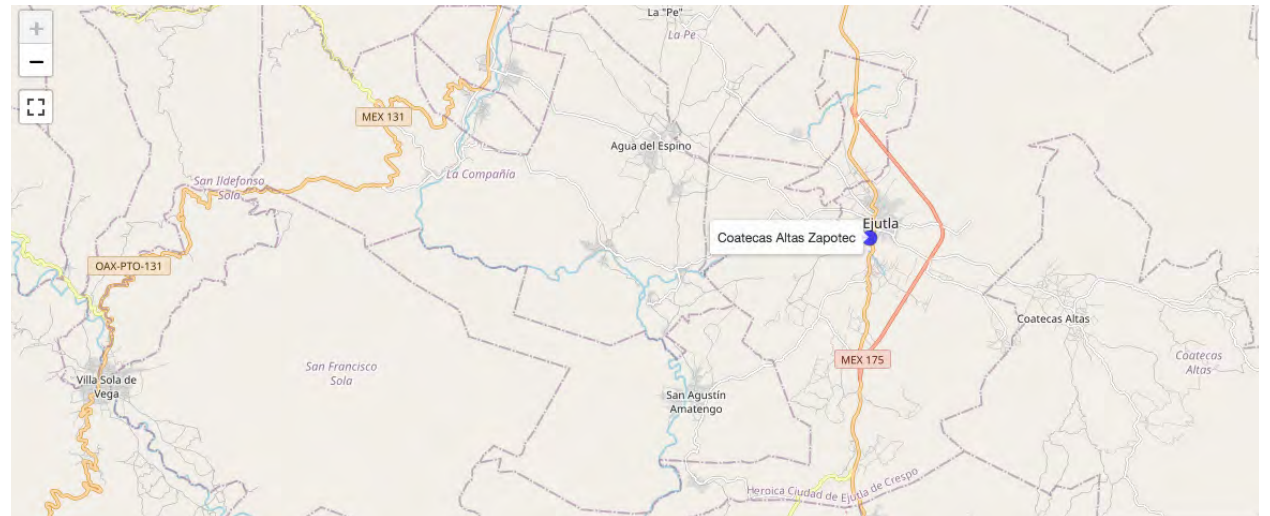 +
−
La "Pe"
La Pe
MEX 131
Agua del Espino
San Ildefonso
Sola
La Compañía
Ejutla
Coatecas Altas Zapotec
OAX-PTO-131
Coatecas Altas
San Francisco
Sola
MEX 175
Coatecas
Altas
Villa Sola de
Vega
San Agustín
Amatengo
Heroica Ciudad de Ejutla de Crespo